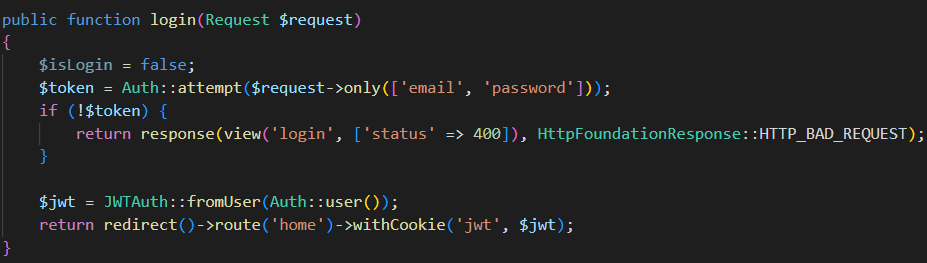 public function login(Request $request)
{
    $isLogin = false;
    $token = Auth::attempt($request->only(['email', 'password']));
    if (!$token) {
        return response(view('login', ['status' => 400]), HttpFoundationResponse::HTTP_BAD_REQUEST);
    }

    $jwt = JWTAuth::fromUser(Auth::user());
    return redirect()->route('home')->withCookie('jwt', $jwt);
}